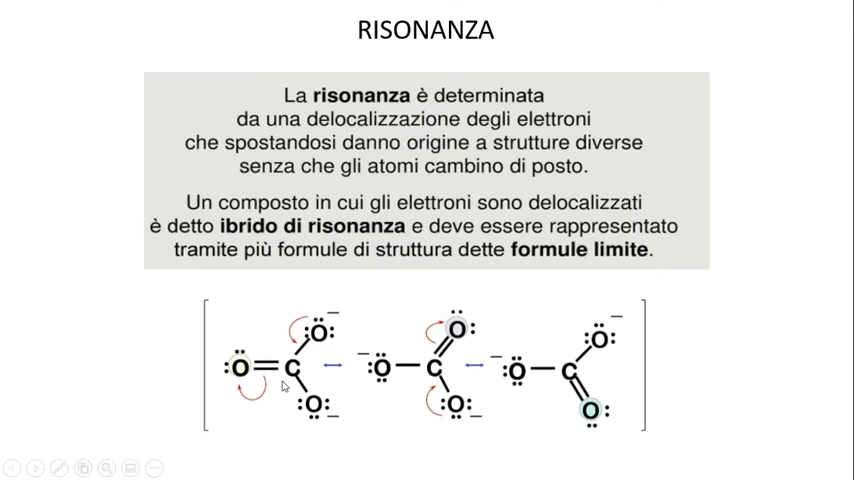 RISONANZA
La risonanza è determinata
da una delocalizzazione degli elettroni
che spostandosi danno origine a strutture diverse
senza che gli atomi cambino di posto.
Un composto in cui gli elettroni sono delocalizzati
è detto ibrido di risonanza e deve essere rappresentato
tramite più formule di struttura dette formule limite.
O − O O −
O C − O C − O C
O − O − O